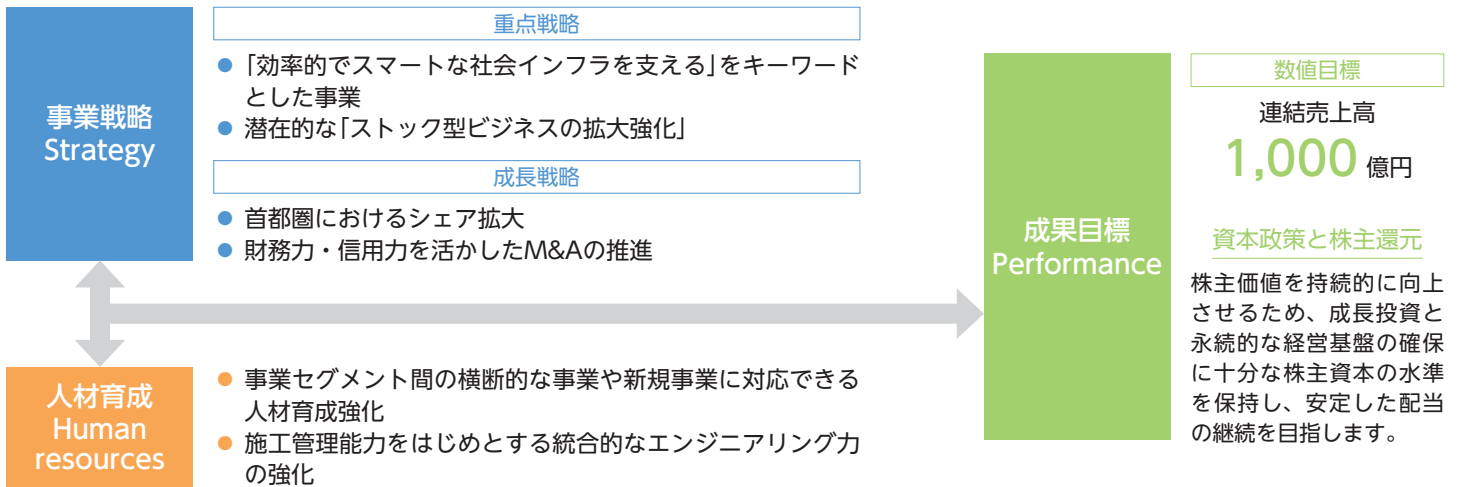 事業戦略
Strategy
重点戦略
● ｢効率的でスマートな社会インフラを支える｣をキーワード
とした事業
● 潜在的な｢ストック型ビジネスの拡大強化｣
成長戦略
● 首都圏におけるシェア拡大
● 財務力・信用力を活かしたM&Aの推進
人材育成
Human
resources
● 事業セグメント間の横断的な事業や新規事業に対応できる
人材育成強化
● 施工管理能力をはじめとする統合的なエンジニアリング力
の強化
成果目標
Performance
数値目標
連結売上高
1,000 億円
資本政策と株主還元
株主価値を持続的に向上
させるため、成長投資と
永続的な経営基盤の確保
に十分な株主資本の水準
を保持し、安定した配当
の継続を目指します。